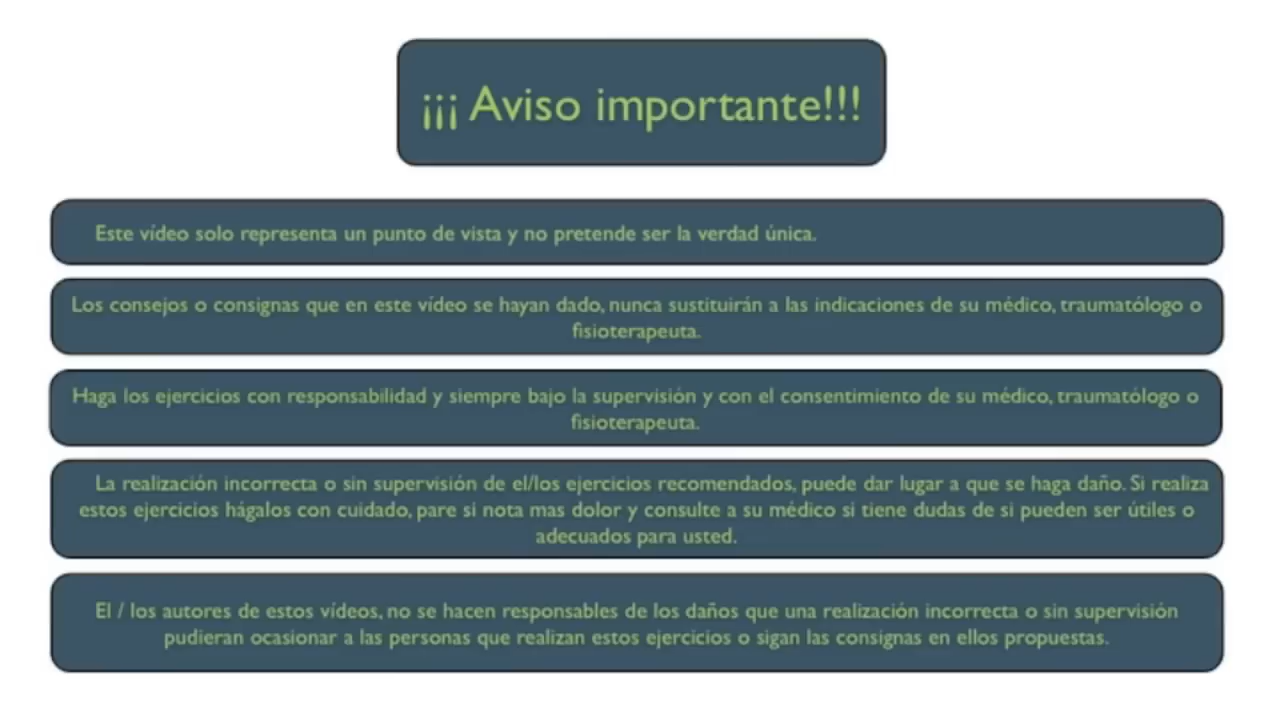 ¡¡¡ Aviso importante!!!
Este vídeo solo representa un punto de vista y no pretende ser la verdad única.
Los consejos o consignas que en este vídeo se hayan dado, nunca sustituirán a las indicaciones de su médico, traumatólogo o
fisioterapeuta.
Haga los ejercicios con responsabilidad y siempre bajo la supervisión y con el consentimiento de su médico, traumatólogo o
fisioterapeuta.
La realización incorrecta o sin supervisión de el/los ejercicios recomendados, puede dar lugar a que se haga daño. Si realiza
estos ejercicios hágalos con cuidado, pare si nota mas dolor y consulte a su médico si tiene dudas de si pueden ser útiles o
adecuados para usted.
El / los autores de estos vídeos, no se hacen responsables de los daños que una realización incorrecta o sin supervisión
pudieran ocasionar a las personas que realizan estos ejercicios o sigan las consignas en ellos propuestas.